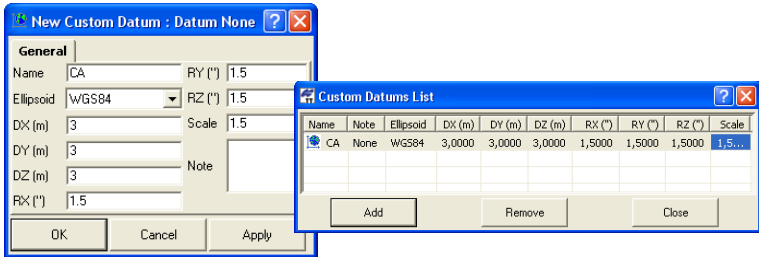 New Custom Datum : Datum None
General
Name CA RY (") 1.5
Ellipsoid WGS84 RZ (") 1.5
DX (m) 3 Scale 1.5
DY (m) 3
Note
DZ (m) 3
RX (") 1.5
OK Cancel Apply
Custom Datums List
Name Note Ellipsoid DX (m) DY (m) DZ (m) RX (") RY (") RZ (") Scale
CA None WGS84 3,0000 3,0000 3,0000 1,5000 1,5000 1,5000 1,5...
Add Remove Close